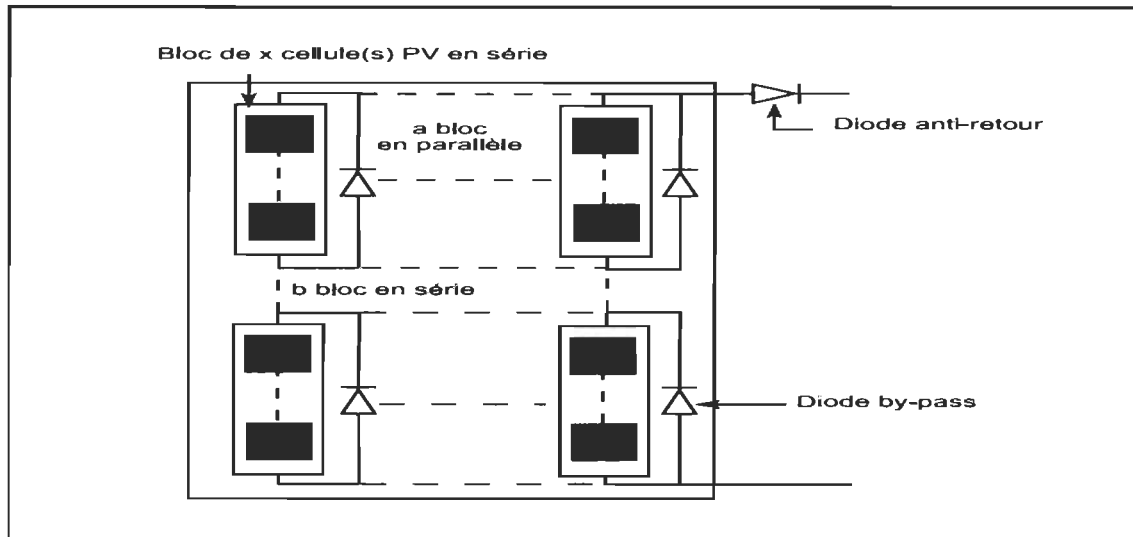 Bloc de x cellule(s) PV en série
a bloc
en parallèle
Diode anti-retour
b bloc en série
Diode by-pass